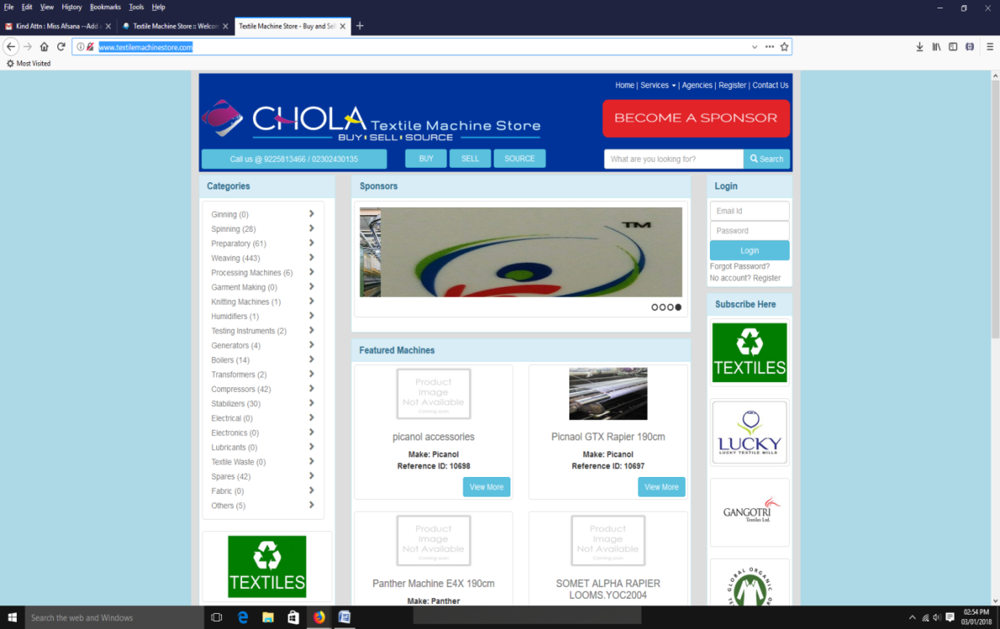 File Edit View History Bookmarks Tools Help
Kind Attn : Miss Afsana --Add a
Textile Machine Store :: Welcom
Textile Machine Store - Buy and Sell
www.textilemachinestore.com
Most Visited
Home | Services | Agencies | Register | Contact Us
CHOLA Textile Machine Store
BUY SELL SOURCE
BECOME A SPONSOR
Call us @ 9225813466 / 02302430135
BUY SELL SOURCE
What are you looking for? Search
Categories
Ginning (0)
Spinning (28)
Preparatory (61)
Weaving (443)
Processing Machines (6)
Garment Making (0)
Knitting Machines (1)
Humidifiers (1)
Testing Instruments (2)
Generators (4)
Boilers (14)
Transformers (2)
Compressors (42)
Stabilizers (30)
Electrical (0)
Electronics (0)
Lubricants (0)
Textile Waste (0)
Spares (42)
Fabric (0)
Others (5)
TEXTILES
Sponsors
TM
Featured Machines
Product
Image
Not Available
Coming soon
picanol accessories
Make: Picanol
Reference ID: 10698
View More
Picnaol GTX Rapier 190cm
Make: Picanol
Reference ID: 10697
View More
Product
Image
Not Available
Coming soon
Panther Machine E4X 190cm
Make: Panther
Product
Image
Not Available
Coming soon
SOMET ALPHA RAPIER
LOOMS.YOC2004
Login
Email Id
Password
Login
Forgot Password?
No account? Register
Subscribe Here
TEXTILES
LUCKY
LUCKY TEXTILE MILLS
GANGOTRI
Textiles Ltd.
GLOBAL ORGANIC
Search the web and Windows
02:54 PM
03/01/2018